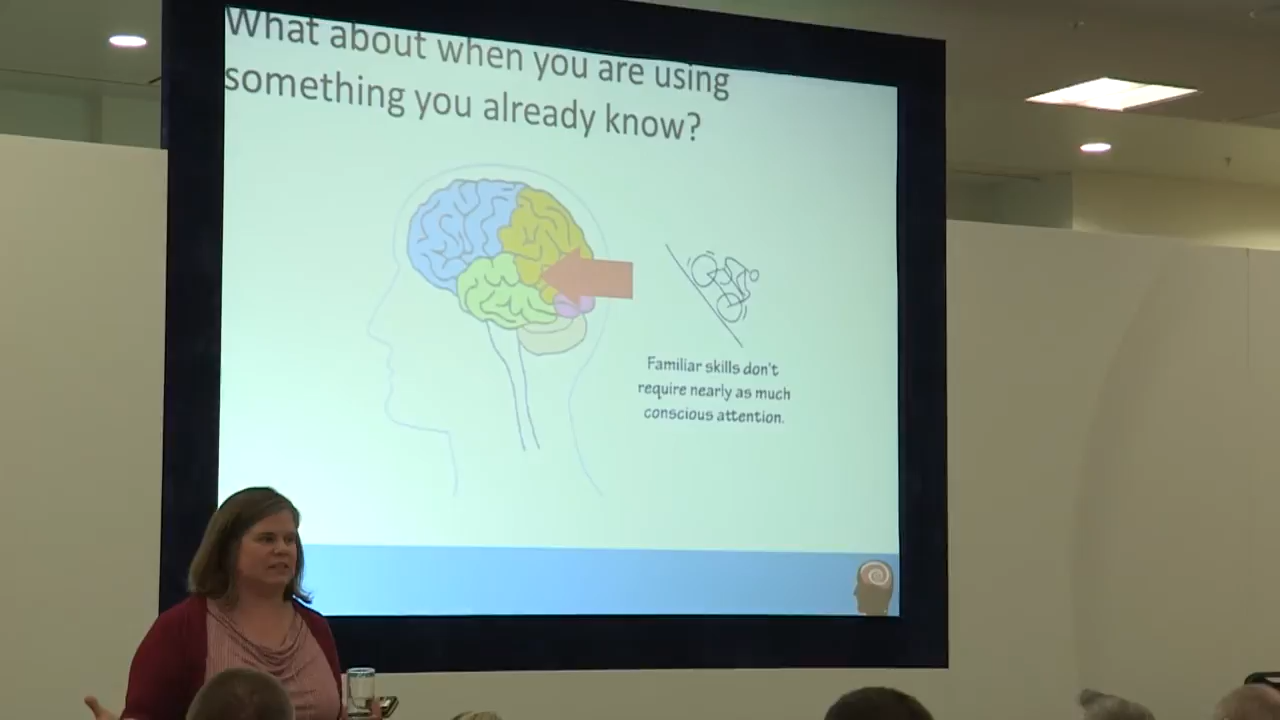 What about when you are using
something you already know?
Familiar skills don't
require nearly as much
conscious attention.